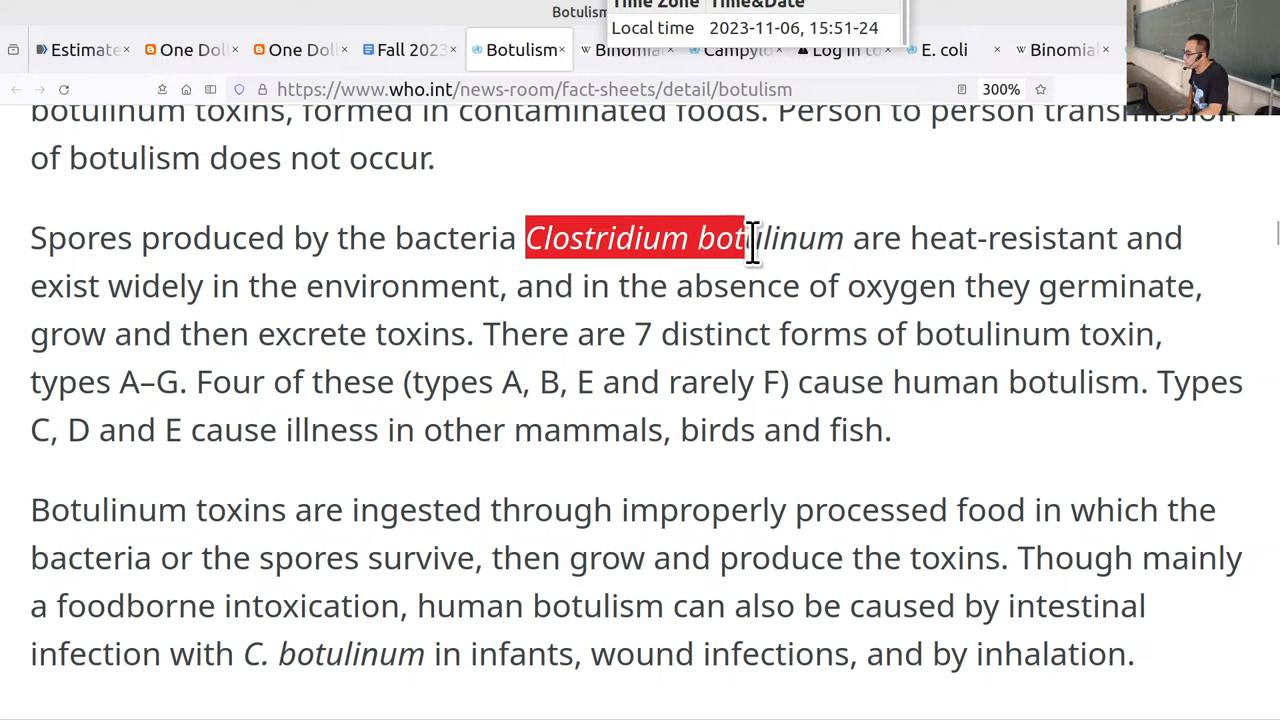 Botulism
Time Zone Time&Date
Local time 2023-11-06, 15:51-24
Estimate One Doll One Doll Fall 2023 Botulism Binomia Campylo Log in to E. coli Binomial
https://www.who.int/news-room/fact-sheets/detail/botulism 300%
botulinum toxins, formed in contaminated foods. Person to person transmission
of botulism does not occur.
Spores produced by the bacteria Clostridium botulinum are heat-resistant and
exist widely in the environment, and in the absence of oxygen they germinate,
grow and then excrete toxins. There are 7 distinct forms of botulinum toxin,
types A–G. Four of these (types A, B, E and rarely F) cause human botulism. Types
C, D and E cause illness in other mammals, birds and fish.
Botulinum toxins are ingested through improperly processed food in which the
bacteria or the spores survive, then grow and produce the toxins. Though mainly
a foodborne intoxication, human botulism can also be caused by intestinal
infection with C. botulinum in infants, wound infections, and by inhalation.